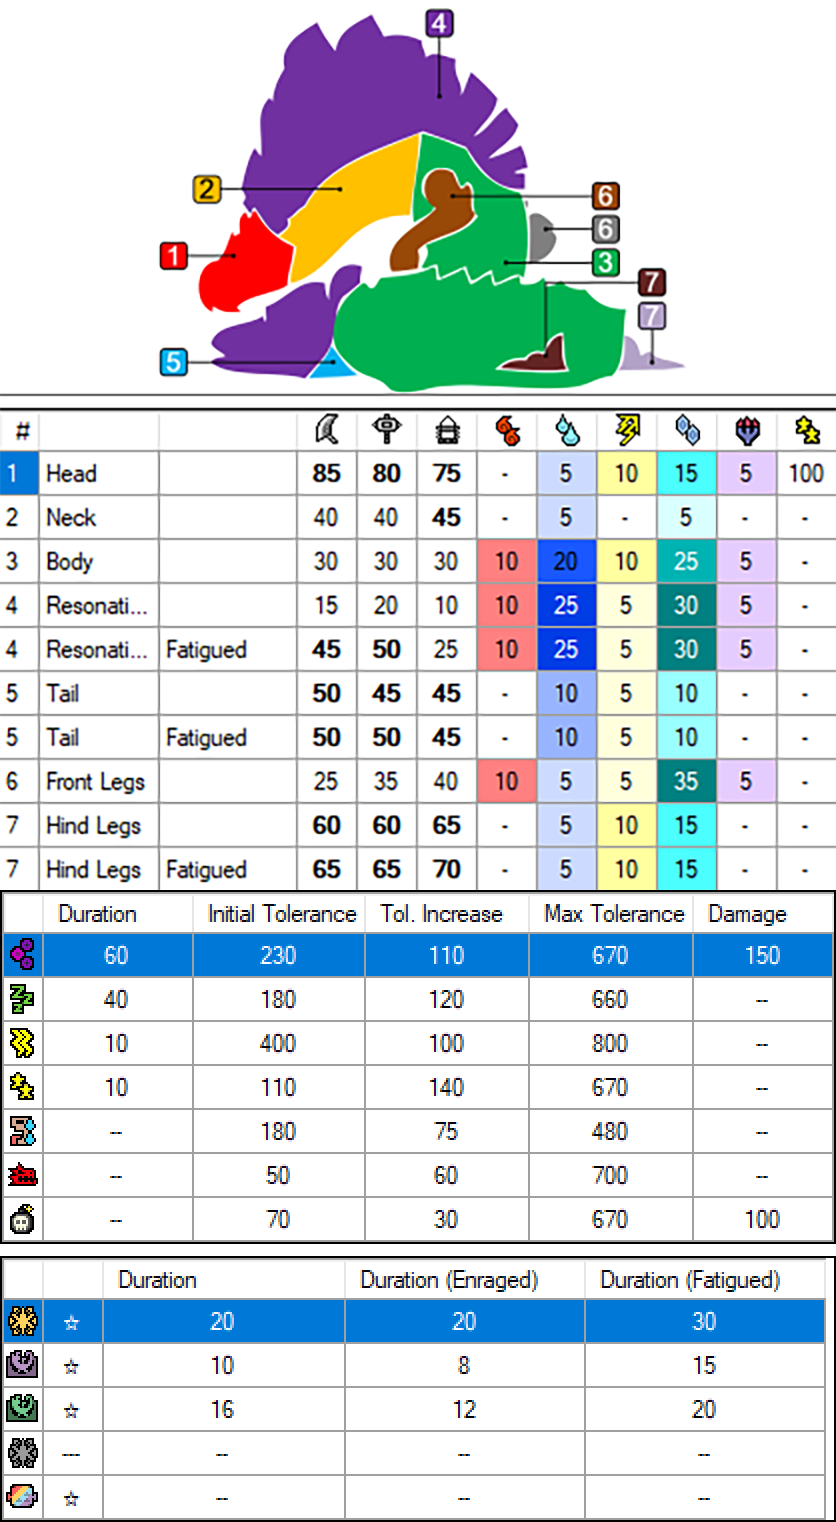 4
2
6
1
6
3
7
7
5
#
1 Head 85 80 75 - 5 10 15 5 100
2 Neck 40 40 45 - 5 - 5 - -
3 Body 30 30 30 10 20 10 25 5 -
4 Resonati... 15 20 10 10 25 5 30 5 -
4 Resonati... Fatigued 45 50 25 10 25 5 30 5 -
5 Tail 50 45 45 - 10 5 10 - -
5 Tail Fatigued 50 50 45 - 10 5 10 - -
6 Front Legs 25 35 40 10 5 5 35 5 -
7 Hind Legs 60 60 65 - 5 10 15 - -
7 Hind Legs Fatigued 65 65 70 - 5 10 15 - -
Duration Initial Tolerance Tol. Increase Max Tolerance Damage
60 230 110 670 150
40 180 120 660 --
10 400 100 800 --
10 110 140 670 --
-- 180 75 480 --
-- 50 60 700 --
-- 70 30 670 100
Duration Duration (Enraged) Duration (Fatigued)
☆ 20 20 30
☆ 10 8 15
☆ 16 12 20
--- -- -- --
☆ -- -- --